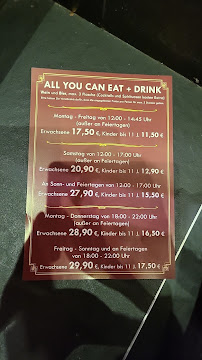 ALL YOU CAN EAT + DRINK
Montag - Freitag von 12:00 - 14:45 Uhr
(außer an Feiertagen)
Erwachsene 17,50 €, Kinder bis 11 J. 11,50 €
Samstag von 12:00 - 17:00 Uhr
(außer an Feiertagen)
Erwachsene 20,90 €, Kinder bis 11 J. 12,90 €
An Sonn- und Feiertagen von 12:00 - 17:00 Uhr
Erwachsene 27,90 €, Kinder bis 11 J. 15,50 €
Montag - Donnerstag von 18:00 - 22:00 Uhr
(außer an Feiertagen)
Erwachsene 28,90 €, Kinder bis 11 J. 16,50 €
Freitag - Sonntag und an Feiertagen
von 18:00 - 22:00 Uhr
Erwachsene 29,90 €, Kinder bis 11 J. 17,50 €